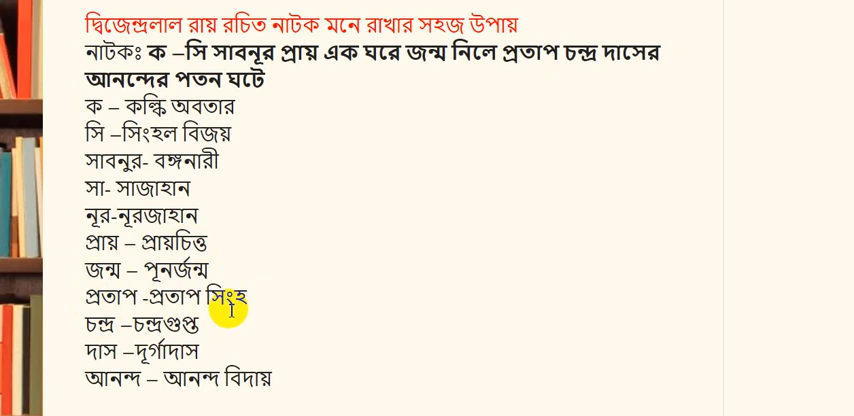 দ্বিজেন্দ্রলাল রায় রচিত নাটক মনে রাখার সহজ উপায়
নাটকঃ ক –সি সাবনূর প্রায় এক ঘরে জন্ম নিলে প্রতাপ চন্দ্র দাসের
আনন্দের পতন ঘটে
ক – কল্কি অবতার
সি –সিংহল বিজয়
সাবনুর- বঙ্গনারী
সা- সাজাহান
নূর-নূরজাহান
প্রায় – প্রায়চিত্ত
জন্ম – পূনর্জন্ম
প্রতাপ -প্রতাপ সিংহ
চন্দ্র –চন্দ্রগুপ্ত
দাস –দূর্গাদাস
আনন্দ – আনন্দ বিদায়